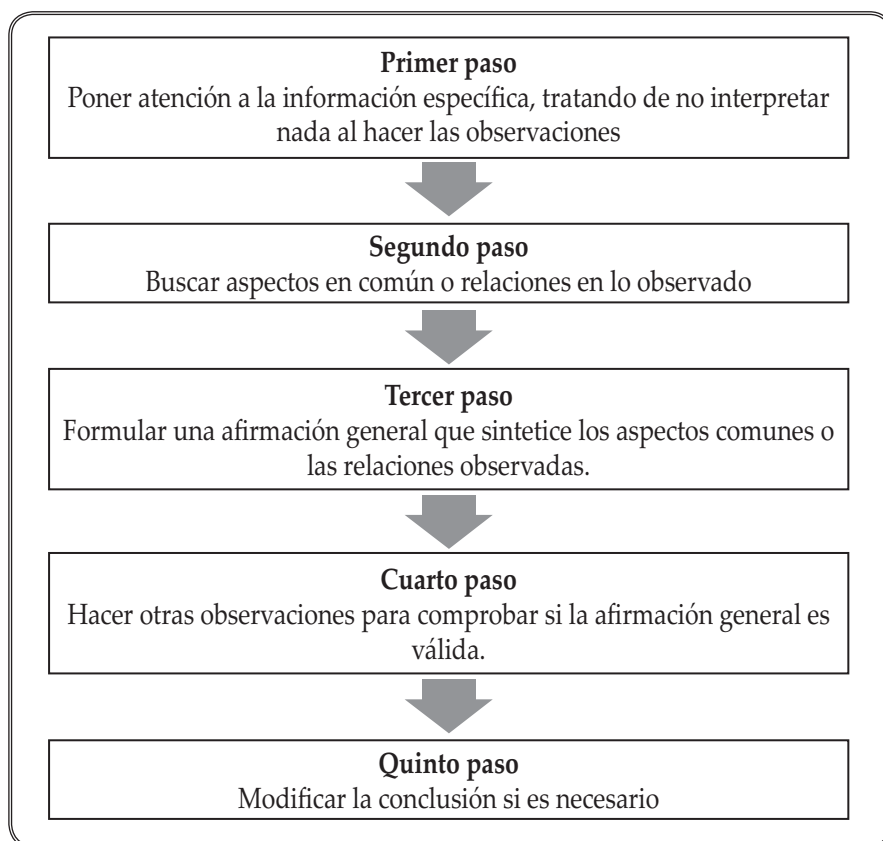 Primer paso
Poner atención a la información específica, tratando de no interpretar
nada al hacer las observaciones
Segundo paso
Buscar aspectos en común o relaciones en lo observado
Tercer paso
Formular una afirmación general que sintetice los aspectos comunes o
las relaciones observadas.
Cuarto paso
Hacer otras observaciones para comprobar si la afirmación general es
válida.
Quinto paso
Modificar la conclusión si es necesario